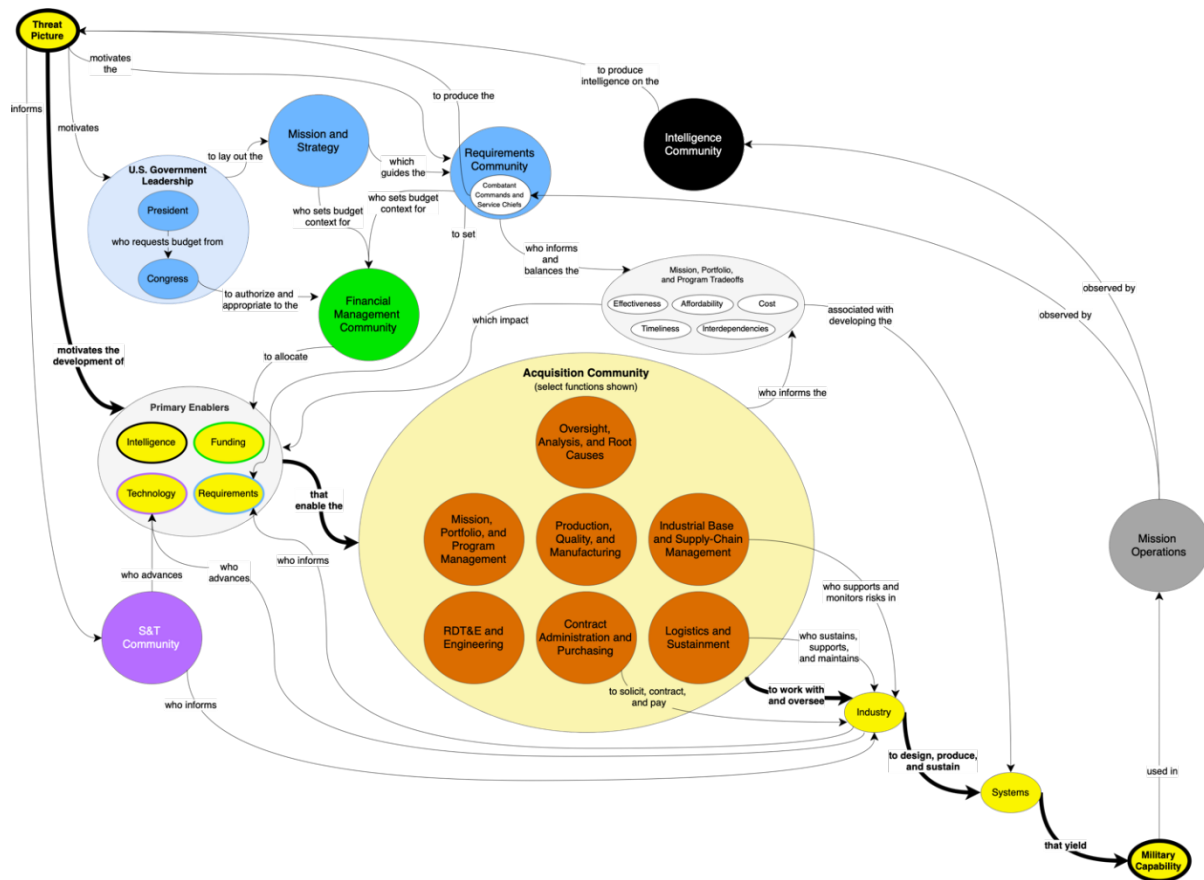 Threat
Picture
motivates
the
to produce
intelligence on the
informs
to produce the
motivates
Mission and
Strategy
Intelligence
Community
Requirements
Community
to lay out the
which
guides the
U.S. Government
Leadership
Combatant
Commands and
Service Chiefs
President
who sets budget
context for
who sets budget
context for
who requests budget from
to set
who informs
and
balances the
Congress
Mission, Portfolio,
and Program Tradeoffs
to authorize and
appropriate to the
Financial
Management
Community
Effectiveness
Affordability
Cost
Timeliness
Interdependencies
associated with
developing the
observed by
observed by
which impact
motivates the
development of
to allocate
Acquisition Community
(select functions shown)
who informs the
Primary Enablers
Intelligence
Funding
Technology
Requirements
Oversight,
Analysis, and Root
Causes
that
enable the
Mission,
Portfolio, and
Program
Management
Production,
Quality, and
Manufacturing
Industrial Base
and Supply-Chain
Management
Mission
Operations
who informs
who advances
who
advances
who supports and
monitors risks in
S&T
Community
RDT&E and
Engineering
Contract
Administration and
Purchasing
Logistics and
Sustainment
who sustains,
supports,
and maintains
to solicit, contract,
and pay
to work with
and oversee
who informs
Industry
to design, produce,
and sustain
used in
Systems
that yield
Military
Capability